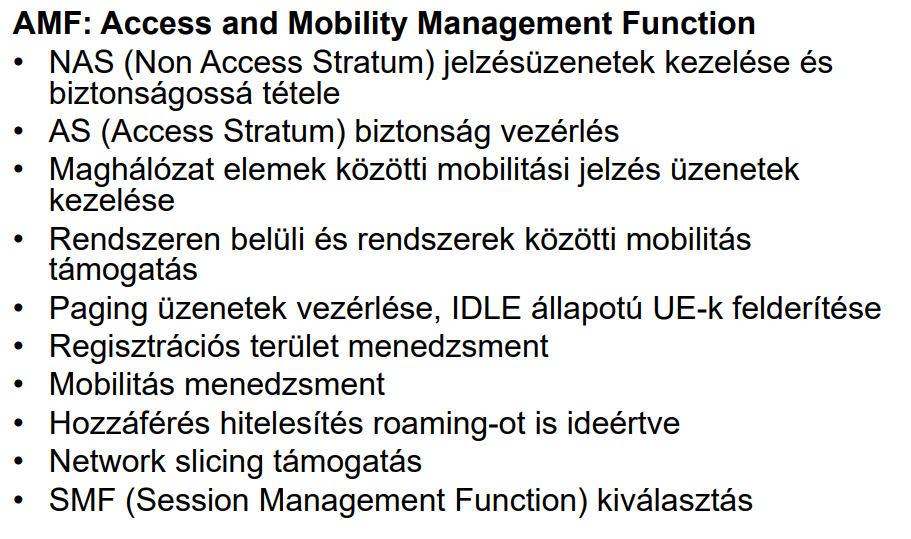 AMF: Access and Mobility Management Function
• NAS (Non Access Stratum) jelzésüzenetek kezelése és
biztonságossá tétele
• AS (Access Stratum) biztonság vezérlés
• Maghálózat elemek közötti mobilitási jelzés üzenetek
kezelése
• Rendszeren belüli és rendszerek közötti mobilitás
támogatás
• Paging üzenetek vezérlése, IDLE állapotú UE-k felderítése
• Regisztrációs terület menedzsment
• Mobilitás menedzsment
• Hozzáférés hitelesítés roaming-ot is ideértve
• Network slicing támogatás
• SMF (Session Management Function) kiválasztás